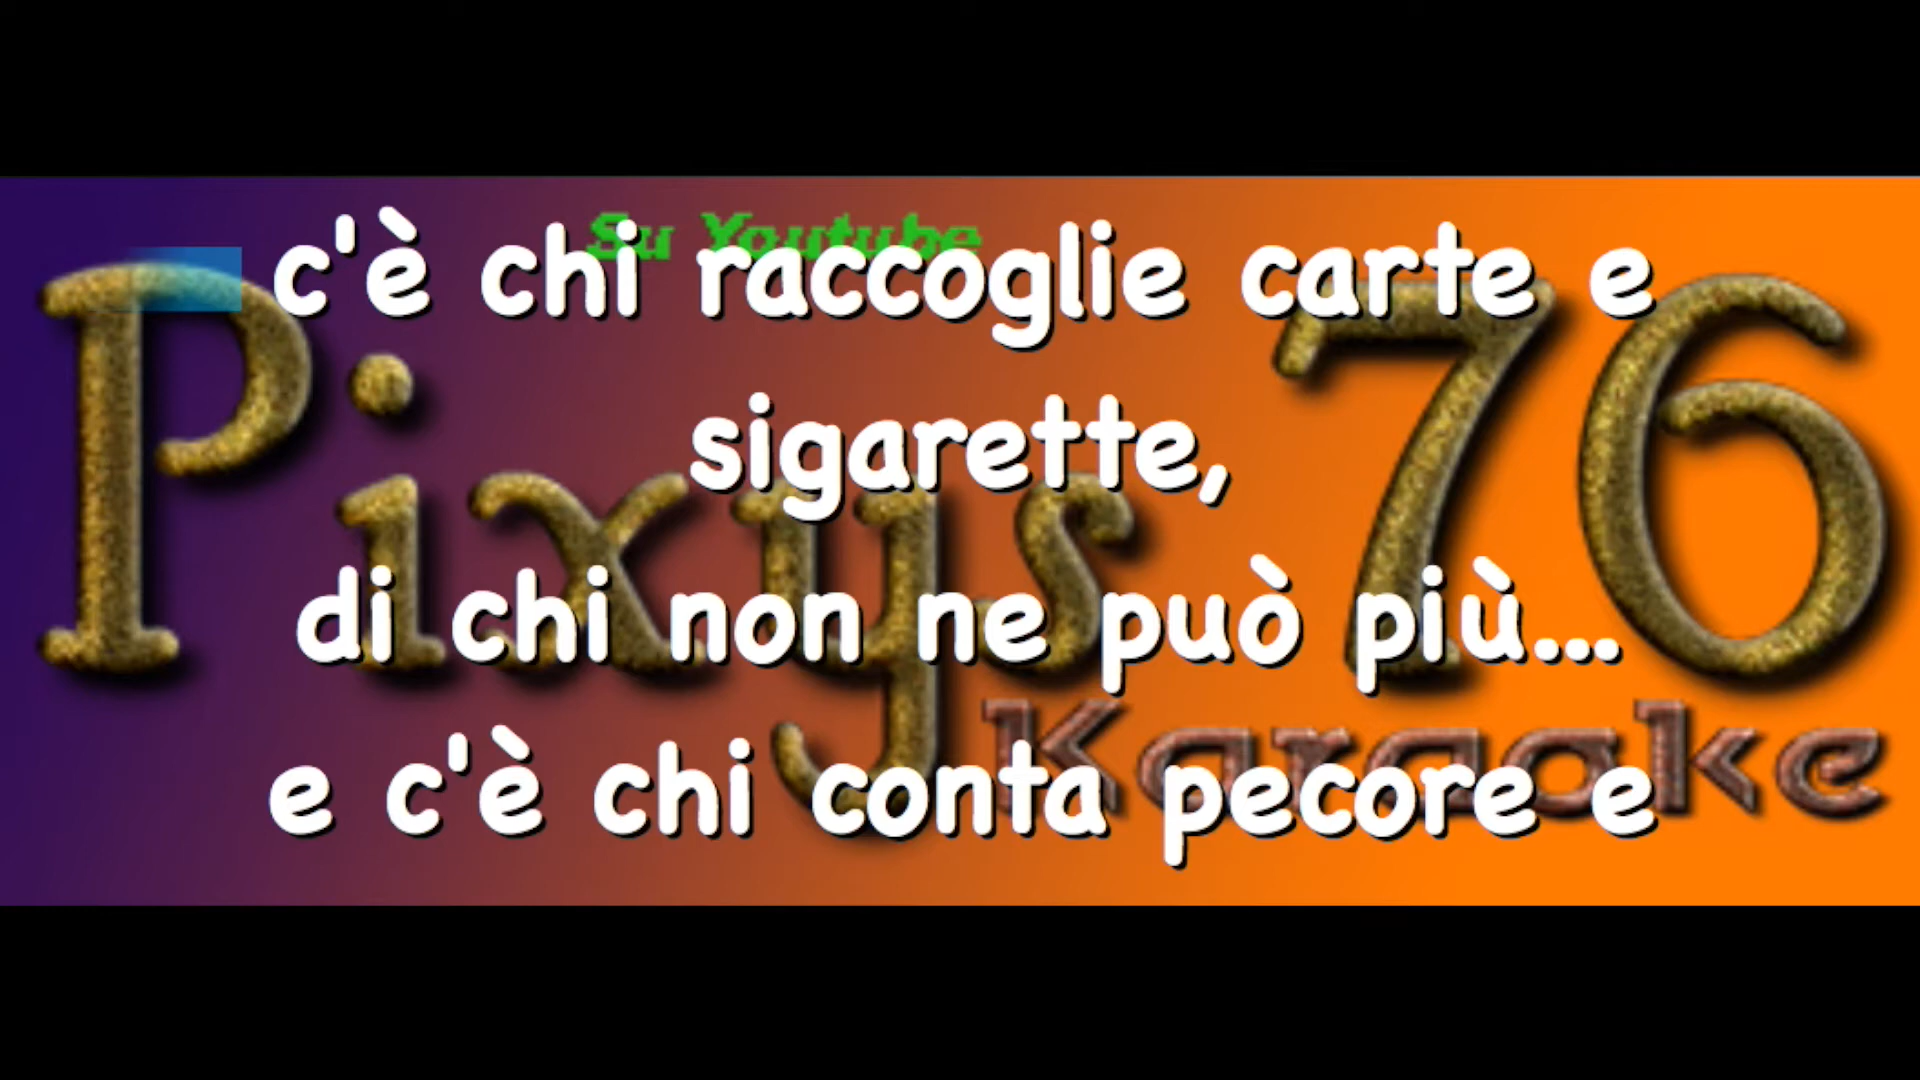 Su Youtube
c'è chi raccoglie carte e
sigarette,
di chi non ne può più...
e c'è chi conta pecore e
Pixys 76
Karaoke